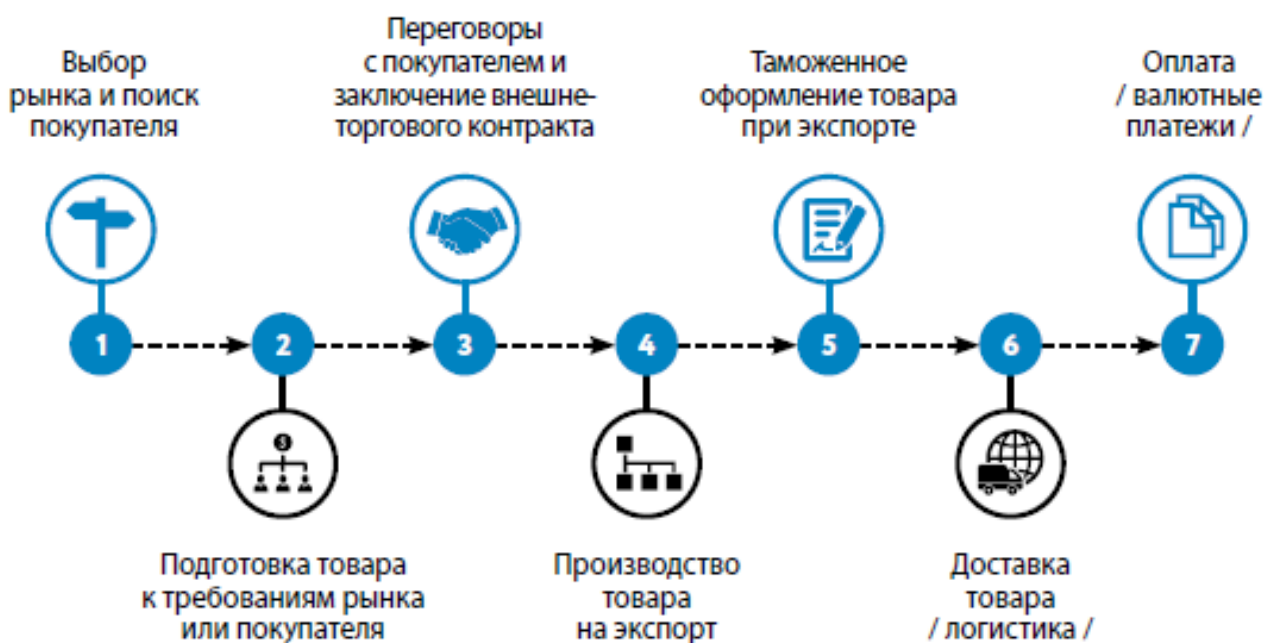 Выбор
рынка и поиск
покупателя
Переговоры
с покупателем и
заключение внешне-
торгового контракта
Таможенное
оформление товара
при экспорте
Оплата
/ валютные
платежи /
1
2
3
4
5
6
7
$
Подготовка товара
к требованиям рынка
или покупателя
Производство
товара
на экспорт
Доставка
товара
/ логистика /